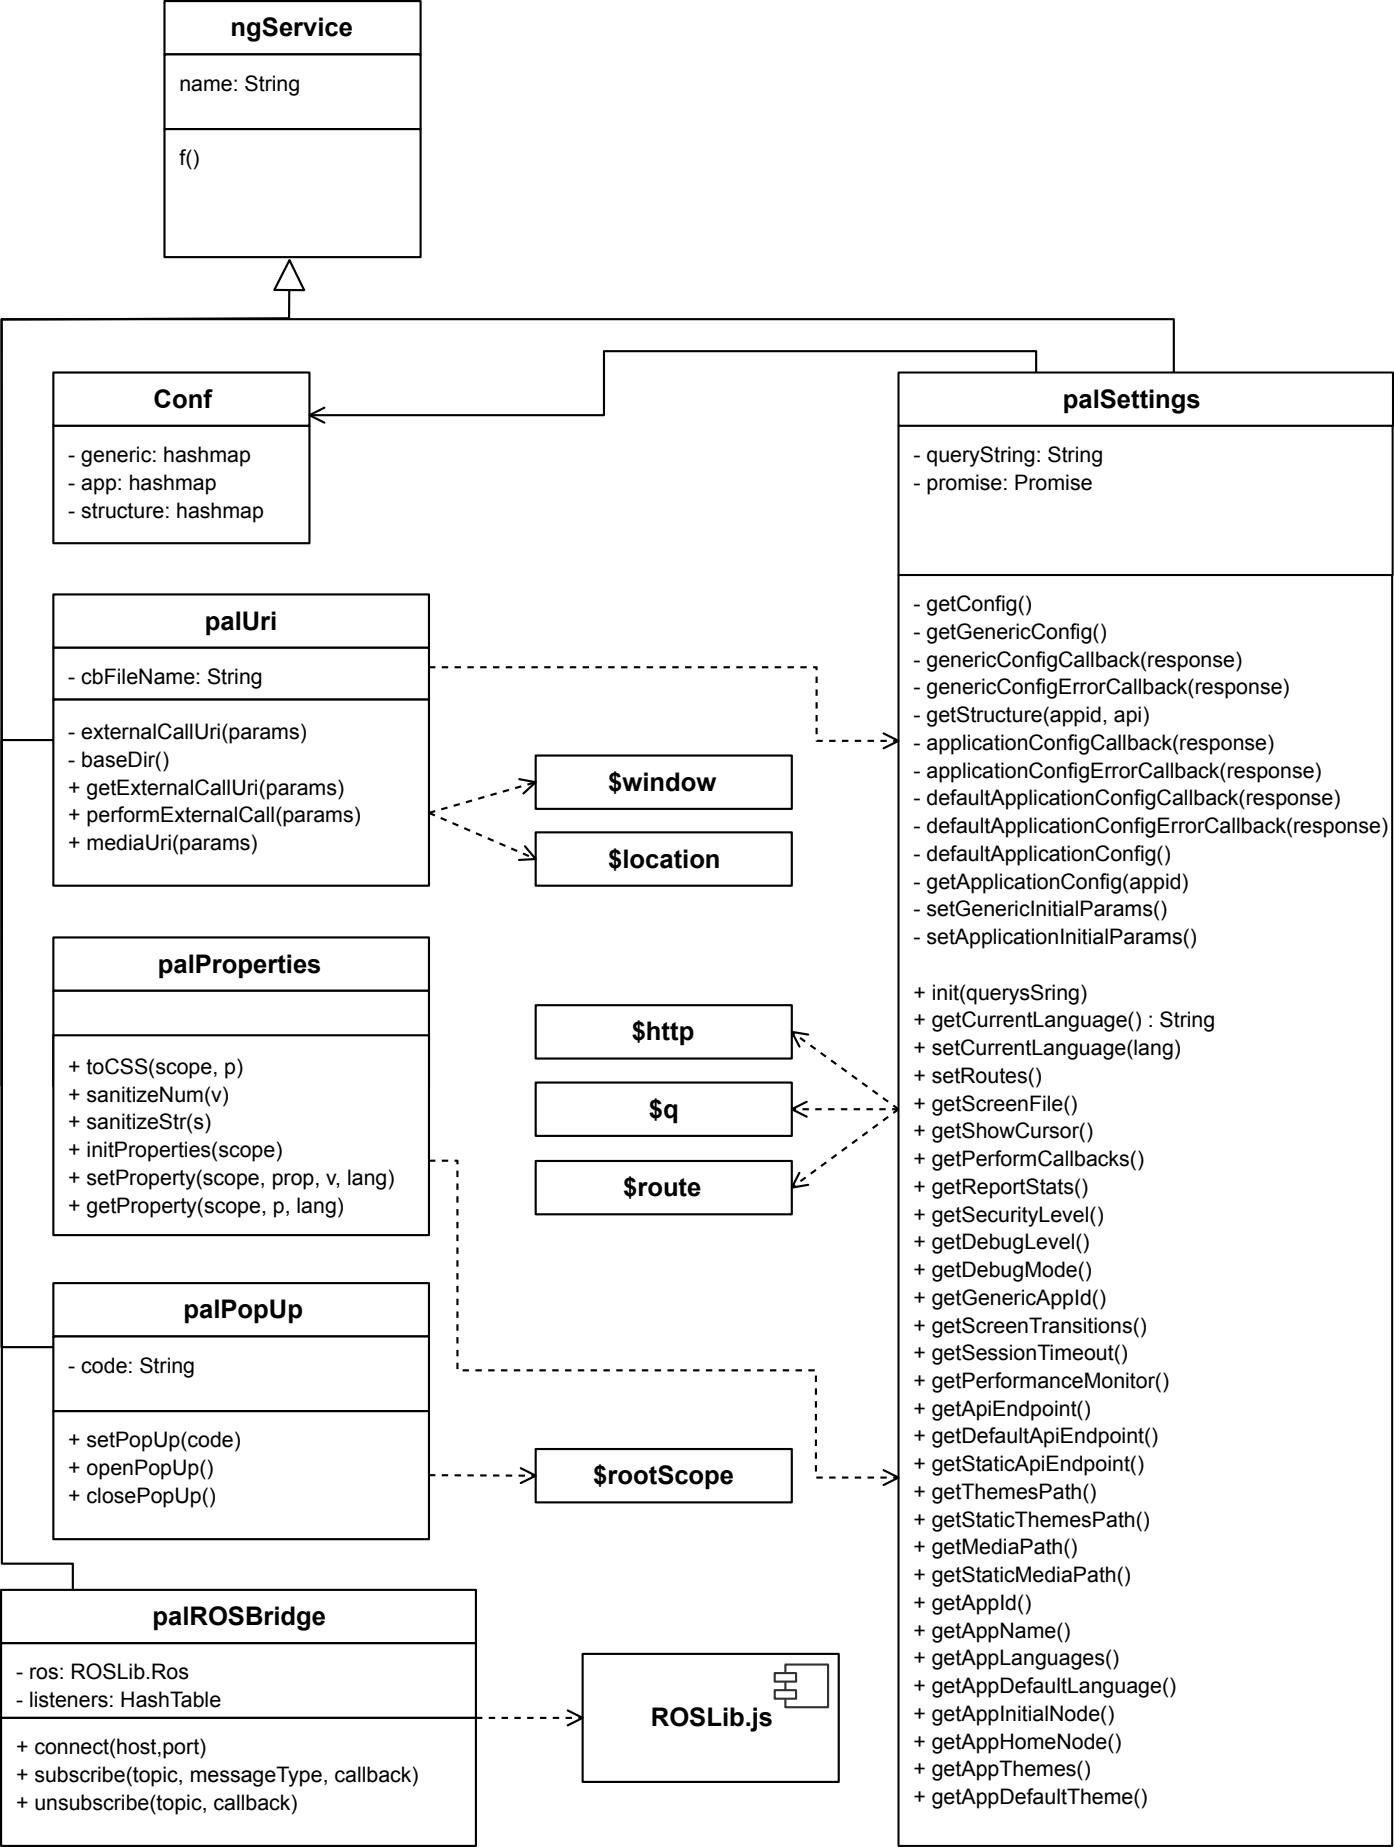 ngService
name: String
f()
Conf
- generic: hashmap
- app: hashmap
- structure: hashmap
palUri
- cbFileName: String
- externalCallUri(params)
- baseDir()
+ getExternalCallUri(params)
+ performExternalCall(params)
+ mediaUri(params)
$window
$location
palProperties
+ toCSS(scope, p)
+ sanitizeNum(v)
+ sanitizeStr(s)
+ initProperties(scope)
+ setProperty(scope, prop, v, lang)
+ getProperty(scope, p, lang)
$http
$q
$route
palPopUp
- code: String
+ setPopUp(code)
+ openPopUp()
+ closePopUp()
$rootScope
palROSBridge
- ros: ROSLib.Ros
- listeners: HashTable
+ connect(host,port)
+ subscribe(topic, messageType, callback)
+ unsubscribe(topic, callback)
ROSLib.js
palSettings
- queryString: String
- promise: Promise
- getConfig()
- getGenericConfig()
- genericConfigCallback(response)
- genericConfigErrorCallback(response)
- getStructure(appid, api)
- applicationConfigCallback(response)
- applicationConfigErrorCallback(response)
- defaultApplicationConfigCallback(response)
- defaultApplicationConfigErrorCallback(response)
- defaultApplicationConfig()
- getApplicationConfig(appid)
- setGenericInitialParams()
- setApplicationInitialParams()
+ init(querysSring)
+ getCurrentLanguage() : String
+ setCurrentLanguage(lang)
+ setRoutes()
+ getScreenFile()
+ getShowCursor()
+ getPerformCallbacks()
+ getReportStats()
+ getSecurityLevel()
+ getDebugLevel()
+ getDebugMode()
+ getGenericAppId()
+ getScreenTransitions()
+ getSessionTimeout()
+ getPerformanceMonitor()
+ getApiEndpoint()
+ getDefaultApiEndpoint()
+ getStaticApiEndpoint()
+ getThemesPath()
+ getStaticThemesPath()
+ getMediaPath()
+ getStaticMediaPath()
+ getAppId()
+ getAppName()
+ getAppLanguages()
+ getAppDefaultLanguage()
+ getAppInitialNode()
+ getAppHomeNode()
+ getAppThemes()
+ getAppDefaultTheme()